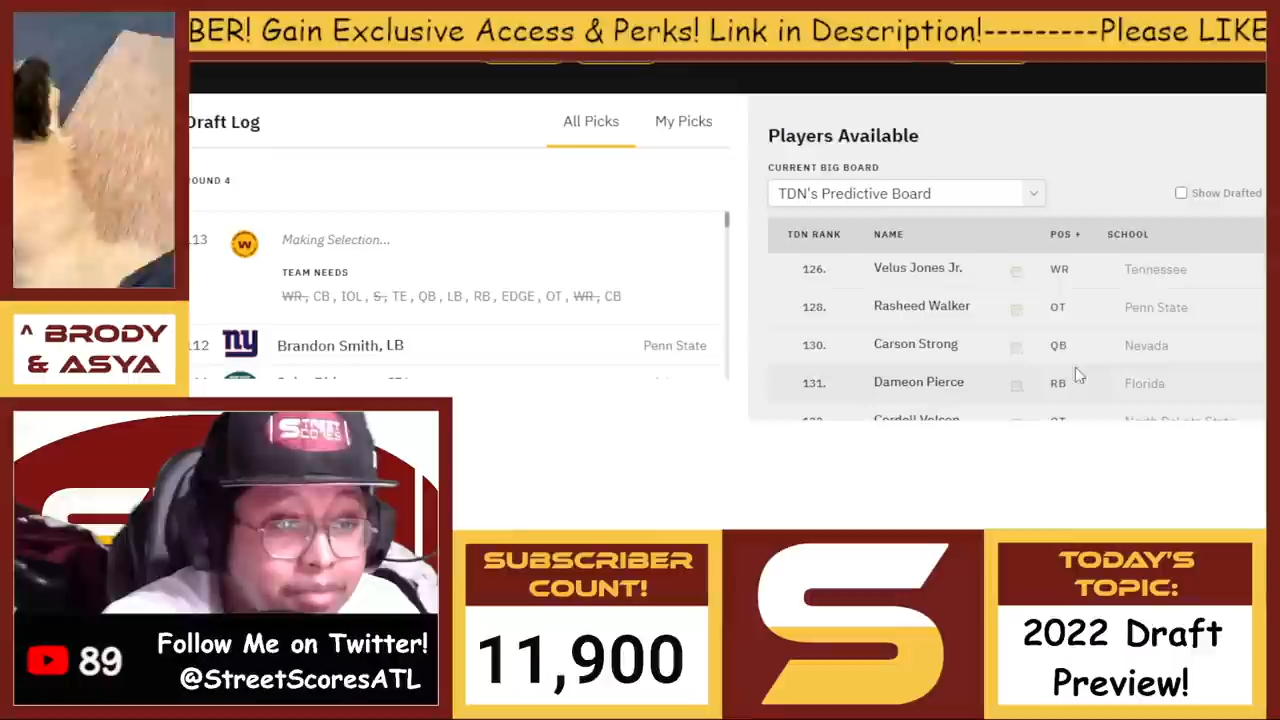 BER! Gain Exclusive Access & Perks! Link in Description!---------Please LIKE
Draft Log
All Picks
My Picks
OUND 4
13
W
Making Selection...
TEAM NEEDS
WR, CB, IOL, S, TE, QB, LB, RB, EDGE, OT, WR, CB
12
ny
Brandon Smith, LB
Penn State
Players Available
CURRENT BIG BOARD
TDN's Predictive Board
Show Drafted
TDN RANK NAME POS + SCHOOL
126. Velus Jones Jr. WR Tennessee
128. Rasheed Walker OT Penn State
130. Carson Strong QB Nevada
131. Dameon Pierce RB Florida
^ BRODY
& ASYA
89
Follow Me on Twitter!
@StreetScoresATL
SUBSCRIBER
COUNT!
11,900
S
TODAY'S
TOPIC:
2022 Draft
Preview!